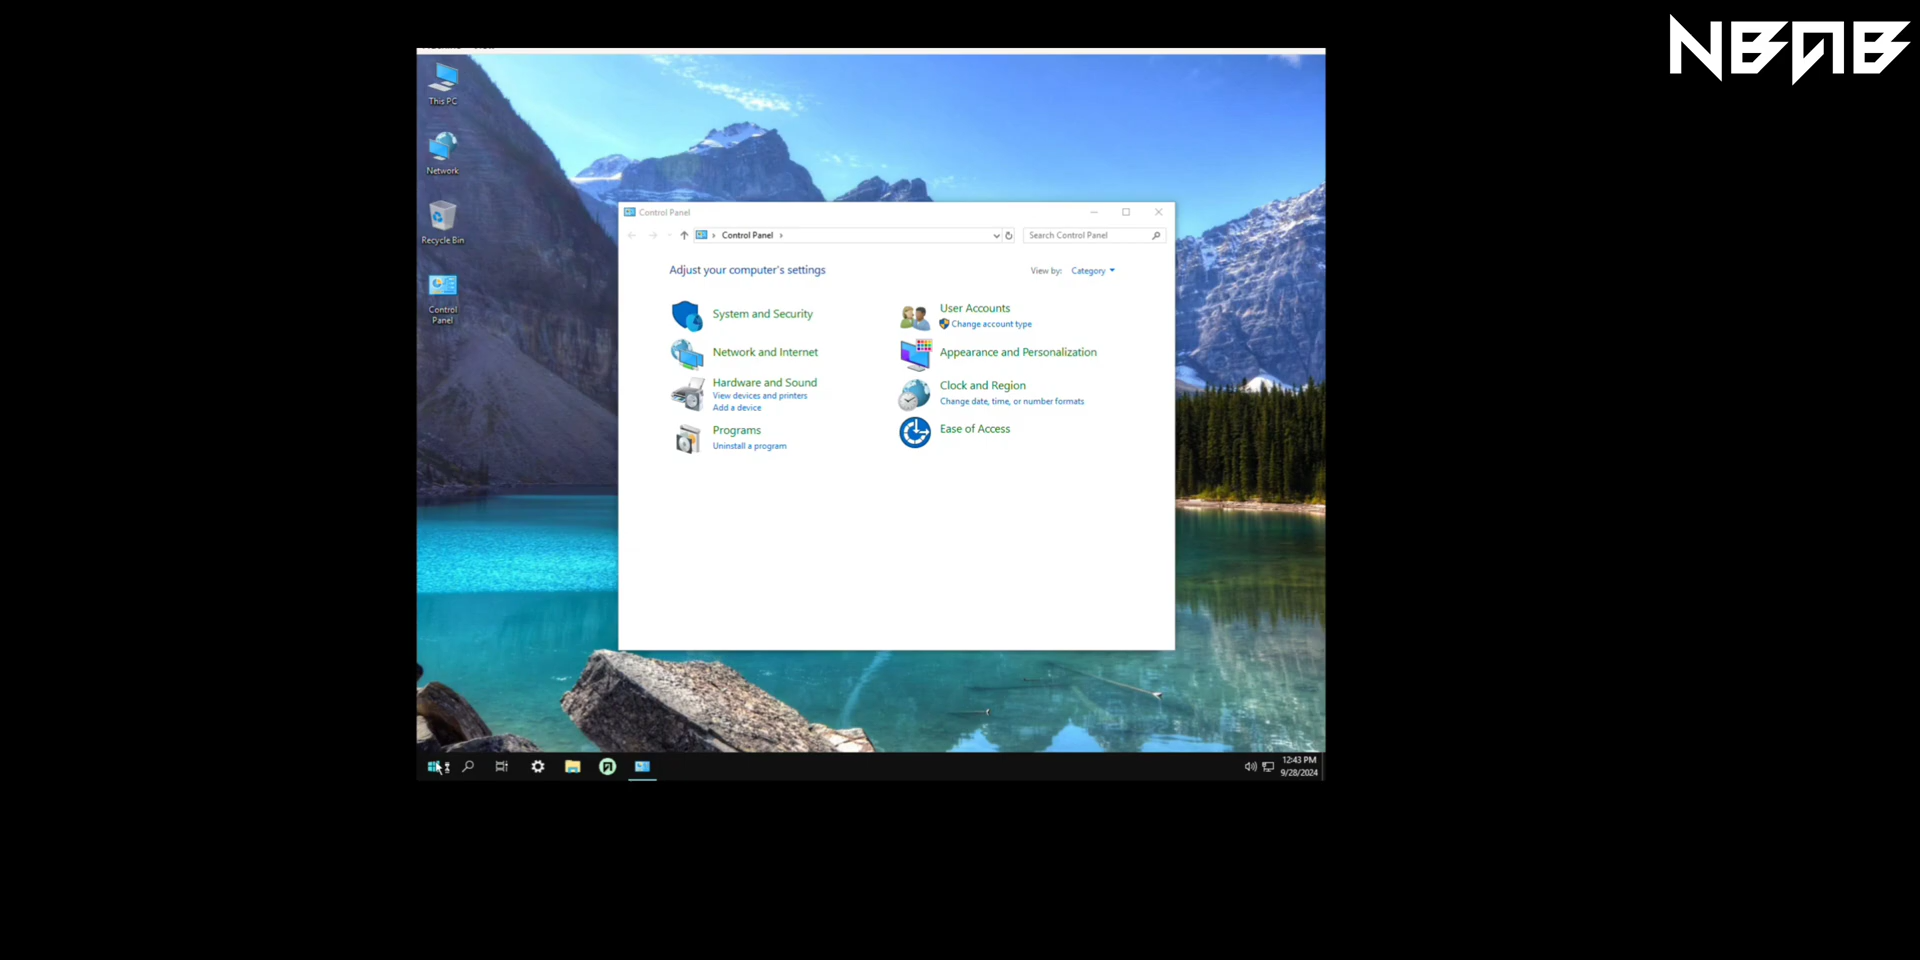 NBAB
This PC
Network
Recycle Bin
Control
Panel
Control Panel
Control Panel
Search Control Panel
Adjust your computer's settings
View by: Category
System and Security
Network and Internet
Hardware and Sound
View devices and printers
Add a device
Programs
Uninstall a program
User Accounts
Change account type
Appearance and Personalization
Clock and Region
Change date, time, or number formats
Ease of Access
12:43 PM
9/28/2024